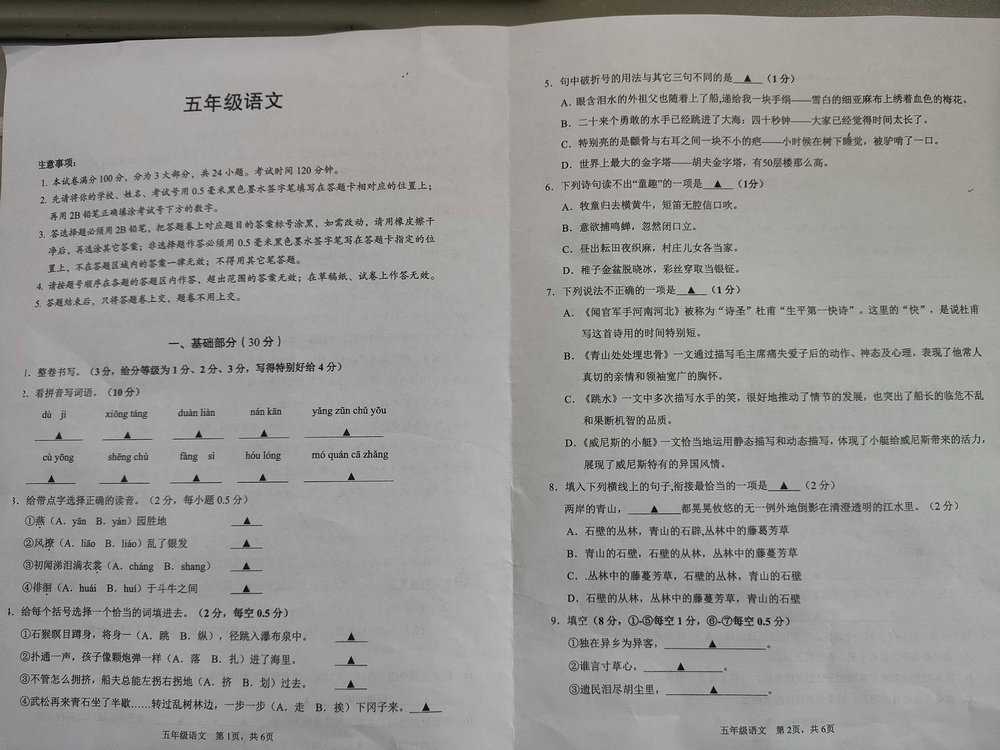 五年级语文
注意事项：
1. 本试卷满分100分，分为3大部分，共24小题。考试时间120分钟。
2. 先请将你的学校、姓名、考试号用0.5毫米黑色墨水签字笔填写在答题卡相对应的位置上；
再用2B铅笔正确填涂考试号下方的数字。
3. 答选择题必须用2B铅笔，把答题卷上对应题目的答案标号涂黑，如需改动，请用橡皮擦干
净后，再选涂其它答案；非选择题作答必须用0.5毫米黑色墨水签字笔写在答题卡指定的位
置上，不在答题区域内的答案一律无效；不得用其它笔答题。
4. 请按题号顺序在各题的答题区内作答，超出范围的答案无效；在草稿纸、试卷上作答无效。
5. 答题结束后，只将答题卷上交，题卷不用上交。
一、基础部分（30分）
1. 整卷书写。（3分，给分等级为1分、2分、3分，写得特别好给4分）
2. 看拼音写词语。（10分）
dù jì xiōng táng duàn liàn nán kān yǎng zūn chǔ yōu
▲ ▲ ▲ ▲ ▲
cù yōng shēng chù fǎng sì hóu lóng mó quán cā zhǎng
▲ ▲ ▲ ▲ ▲
3. 给带点字选择正确的读音。（2分，每小题0.5分）
①燕（A. yān B. yàn）园胜地 ▲
②风撩（A. liāo B. liáo）乱了银发 ▲
③初闻涕泪满衣裳（A. cháng B. shang） ▲
④徘徊（A. huái B. huí）于斗牛之间 ▲
4. 给每个括号选择一个恰当的词填进去。（2分，每空0.5分）
①石猴瞑目蹲身，将身一（A. 跳 B. 纵），径跳入瀑布泉中。 ▲
②扑通一声，孩子像颗炮弹一样（A. 落 B. 扎）进了海里。 ▲
③不管怎么拥挤，船夫总能左拐右拐地（A. 挤 B. 划）过去。 ▲
④武松再来青石坐了半歇……转过乱树林边，一步一步（A. 走 B. 挨）下冈子来。▲
五年级语文 第1页，共6页
5. 句中破折号的用法与其它三句不同的是 ▲ （1分）
A. 眼含泪水的外祖父也随着上了船,递给我一块手绢——雪白的细亚麻布上绣着血色的梅花。
B. 二十来个勇敢的水手已经跳进了大海：四十秒钟——大家已经觉得时间太长了。
C. 特别亮的是颧骨与右耳之间一块不小的疤——小时候在树下睡觉，被驴啃了一口。
D. 世界上最大的金字塔——胡夫金字塔，有50层楼那么高。
6. 下列诗句读不出“童趣”的一项是 ▲ （1分）
A. 牧童归去横黄牛，短笛无腔信口吹。
B. 意欲捕鸣蝉，忽然闭口立。
C. 昼出耘田夜织麻，村庄儿女各当家。
D. 稚子金盆脱晓冰，彩丝穿取当银钲。
7. 下列说法不正确的一项是 ▲ （1分）
A. 《闻官军手河南河北》被称为“诗圣”杜甫“生平第一快诗”。这里的“快”，是说杜甫
写这首诗用的时间特别短。
B. 《青山处处埋忠骨》一文通过描写毛主席痛失爱子后的动作、神态及心理，表现了他常人
真切的亲情和领袖宽广的胸怀。
C. 《跳水》一文中多次描写水手的笑，很好地推动了情节的发展，也突出了船长的临危不乱
和果断机智的品质。
D. 《威尼斯的小艇》一文恰当地运用静态描写和动态描写，体现了小艇给威尼斯带来的活力，
展现了威尼斯特有的异国风情。
8. 填入下列横线上的句子,衔接最恰当的一项是 ▲ （2分）
两岸的青山， ▲ 都晃晃悠悠的无一例外地倒影在清澄透明的江水里。（2分）
A. 石壁的丛林，青山的石辟,丛林中的藤葛芳草
B. 青山的石壁，石壁的丛林，丛林中的藤蔓芳草
C. .丛林中的藤蔓芳草，石壁的丛林，青山的石壁
D. 石壁的丛林，丛林中的藤蔓芳草，青山的石壁
9. 填空（8分，①-⑤每空1分，⑥-⑦每空0.5分）
①独在异乡为异客， ▲ 。
②谁言寸草心， ▲ 。
③遗民泪尽胡尘里， ▲ 。
五年级语文 第2页，共6页